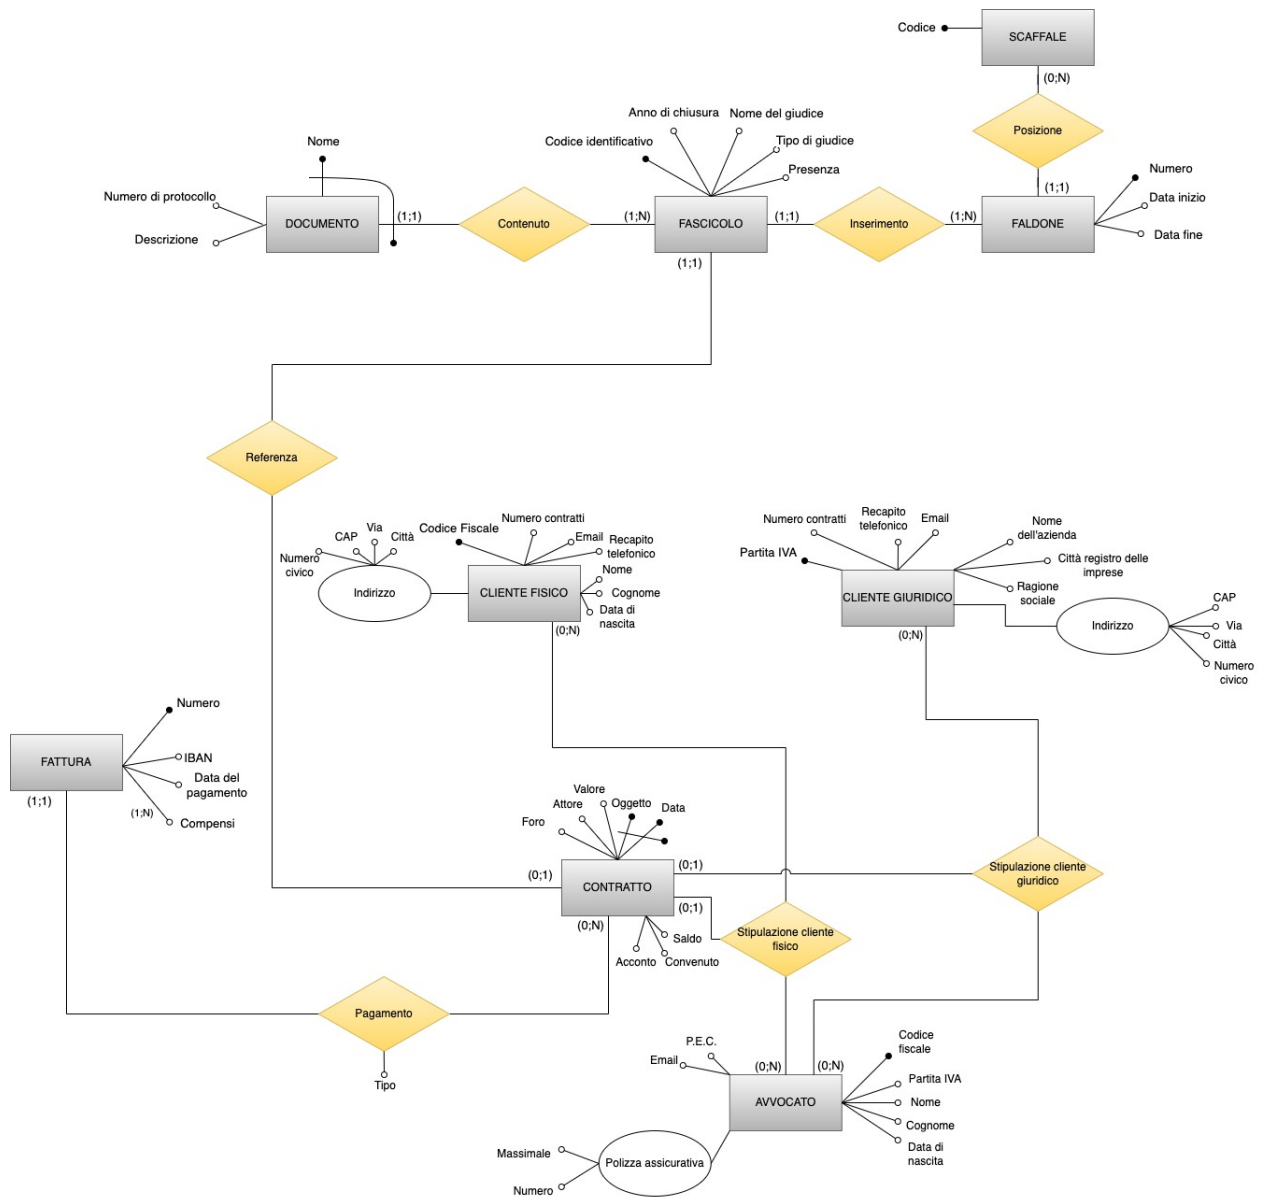 Codice
SCAFFALE
(0;N)
Posizione
(1;1)
Anno di chiusura
Nome del giudice
Codice identificativo
Tipo di giudice
Presenza
Nome
Numero di protocollo
Descrizione
DOCUMENTO
(1;1)
Contenuto
(1;N)
FASCICOLO
(1;1)
(1;1)
Inserimento
(1;N)
FALDONE
Numero
Data inizio
Data fine
Referenza
Numero
civico
CAP
Via
Città
Indirizzo
Codice Fiscale
Numero contratti
Email
Recapito
telefonico
Nome
Cognome
Data di
nascita
CLIENTE FISICO
(0;N)
Numero contratti
Recapito
telefonico
Email
Partita IVA
Nome
dell'azienda
Città registro delle
imprese
Ragione
sociale
CLIENTE GIURIDICO
(0;N)
Indirizzo
CAP
Via
Città
Numero
civico
FATTURA
(1;1)
Numero
IBAN
Data del
pagamento
(1;N)
Compensi
Valore
Attore
Oggetto
Data
Foro
(0;1)
CONTRATTO
(0;1)
(0;1)
(0;N)
Saldo
Acconto
Convenuto
Stipulazione cliente
giuridico
Stipulazione cliente
fisico
Pagamento
Tipo
P.E.C.
Email
(0;N)
(0;N)
AVVOCATO
Codice
fiscale
Partita IVA
Nome
Cognome
Data di
nascita
Polizza assicurativa
Massimale
Numero